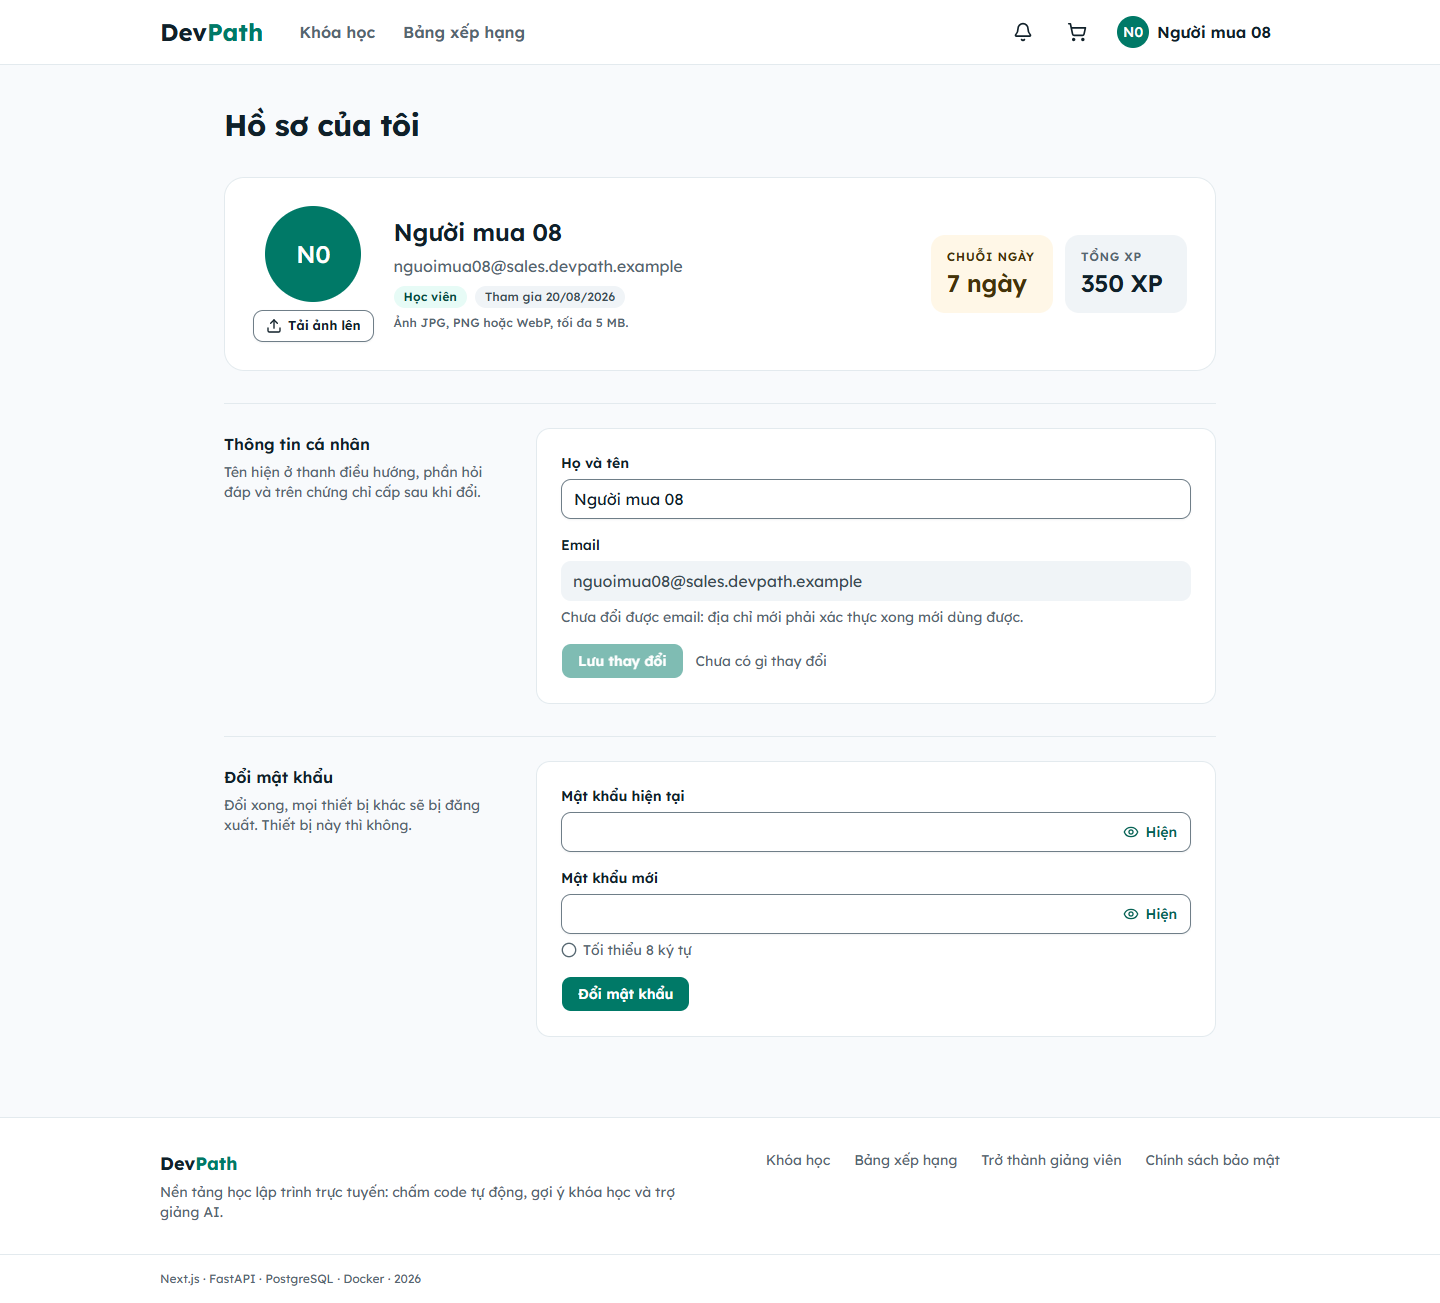 DevPath
Khóa học
Bảng xếp hạng
N0
Người mua 08
Hồ sơ của tôi
N0
Tải ảnh lên
Người mua 08
nguoimua08@sales.devpath.example
Học viên
Tham gia 20/08/2026
Ảnh JPG, PNG hoặc WebP, tối đa 5 MB.
CHUỖI NGÀY
7 ngày
TỔNG XP
350 XP
Thông tin cá nhân
Tên hiện ở thanh điều hướng, phần hỏi
đáp và trên chứng chỉ cấp sau khi đổi.
Họ và tên
Người mua 08
Email
nguoimua08@sales.devpath.example
Chưa đổi được email: địa chỉ mới phải xác thực xong mới dùng được.
Lưu thay đổi
Chưa có gì thay đổi
Đổi mật khẩu
Đổi xong, mọi thiết bị khác sẽ bị đăng
xuất. Thiết bị này thì không.
Mật khẩu hiện tại
Hiện
Mật khẩu mới
Hiện
Tối thiểu 8 ký tự
Đổi mật khẩu
DevPath
Nền tảng học lập trình trực tuyến: chấm code tự động, gợi ý khóa học và trợ
giảng AI.
Khóa học
Bảng xếp hạng
Trở thành giảng viên
Chính sách bảo mật
Next.js · FastAPI · PostgreSQL · Docker · 2026